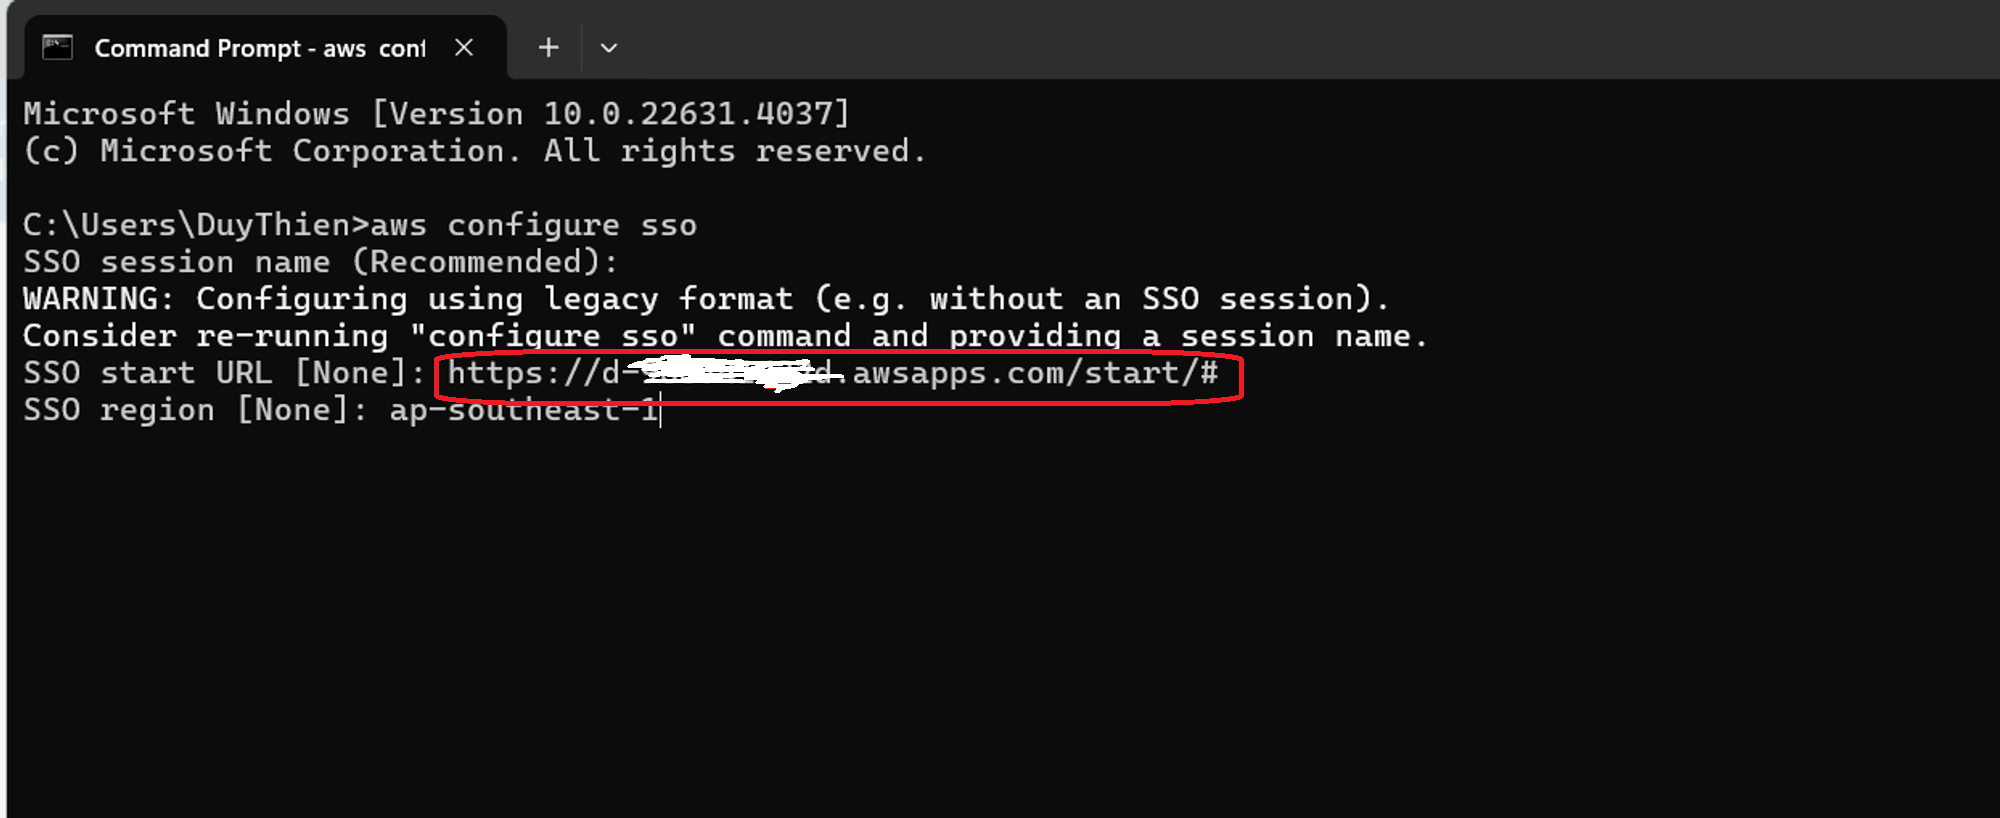 Command Prompt - aws conf
Microsoft Windows [Version 10.0.22631.4037]
(c) Microsoft Corporation. All rights reserved.
C:\Users\DuyThien>aws configure sso
SSO session name (Recommended):
WARNING: Configuring using legacy format (e.g. without an SSO session).
Consider re-running "configure sso" command and providing a session name.
SSO start URL [None]: https://d- d.awsapps.com/start/#
SSO region [None]: ap-southeast-1